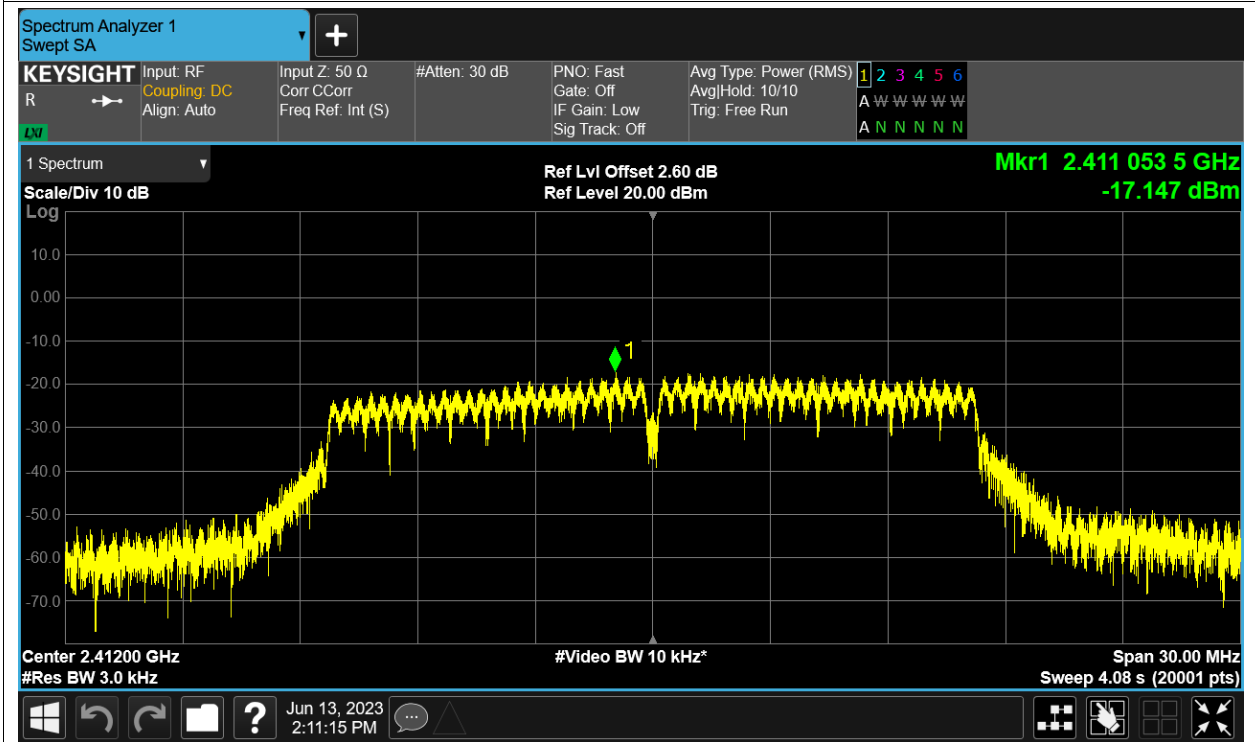 Spectrum Analyzer 1
Swept SA
+
KEYSIGHT
R
LXI
Input: RF
Coupling: DC
Align: Auto
Input Z: 50 Ω
Corr CCorr
Freq Ref: Int (S)
#Atten: 30 dB
PNO: Fast
Gate: Off
IF Gain: Low
Sig Track: Off
Avg Type: Power (RMS)
Avg|Hold: 10/10
Trig: Free Run
1 2 3 4 5 6
A W W W W W
A N N N N N
1 Spectrum
Scale/Div 10 dB
Log
Ref Lvl Offset 2.60 dB
Ref Level 20.00 dBm
Mkr1 2.411 053 5 GHz
-17.147 dBm
10.0
0.00
-10.0
1
-20.0
-30.0
-40.0
-50.0
-60.0
-70.0
Center 2.41200 GHz
#Res BW 3.0 kHz
#Video BW 10 kHz*
Span 30.00 MHz
Sweep 4.08 s (20001 pts)
?
Jun 13, 2023
2:11:15 PM